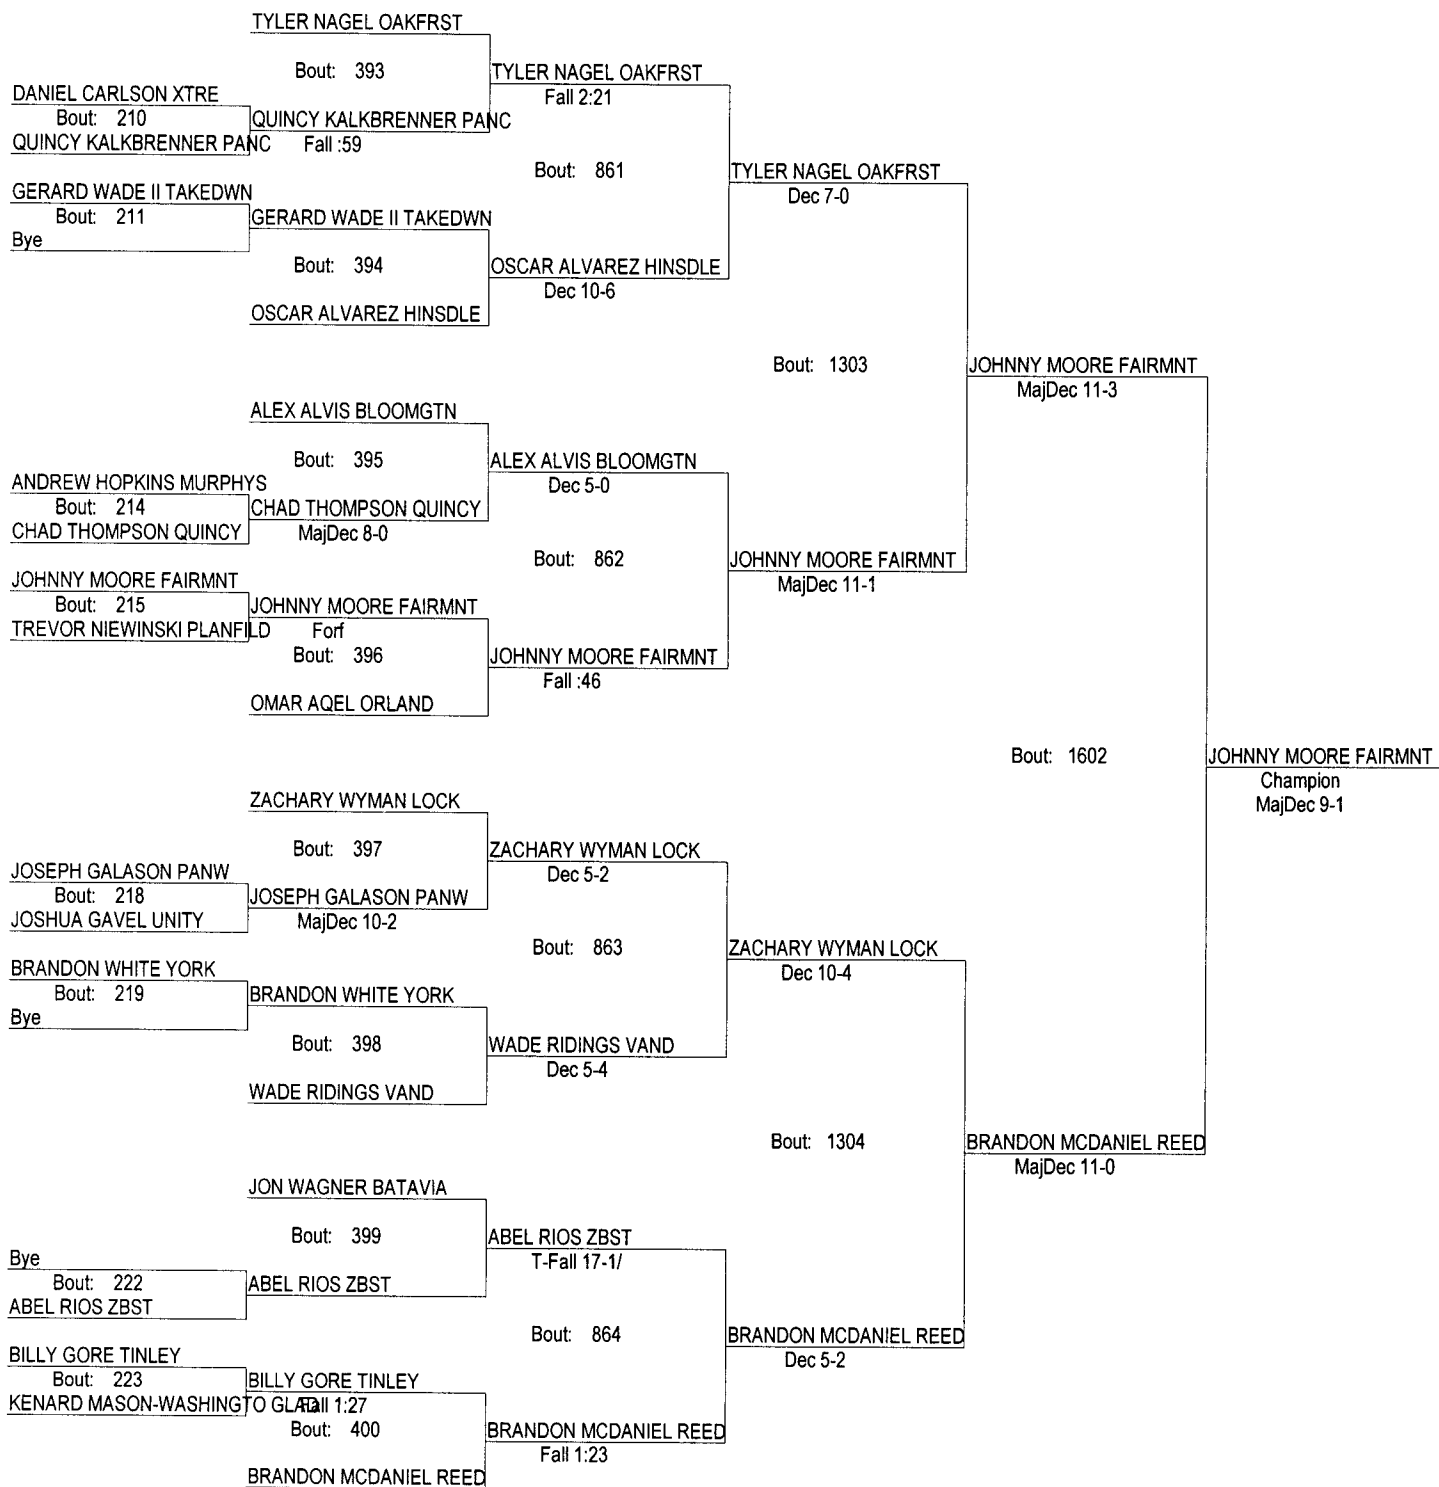 TYLER NAGEL OAKFRST
Bout: 393
TYLER NAGEL OAKFRST
Fall 2:21
DANIEL CARLSON XTRE
Bout: 210
QUINCY KALKBRENNER PANC
QUINCY KALKBRENNER PANC
Fall :59
Bout: 861
TYLER NAGEL OAKFRST
Dec 7-0
GERARD WADE II TAKEDWN
Bout: 211
Bye
GERARD WADE II TAKEDWN
Bout: 394
OSCAR ALVAREZ HINSDLE
OSCAR ALVAREZ HINSDLE
Dec 10-6
Bout: 1303
JOHNNY MOORE FAIRMNT
MajDec 11-3
ALEX ALVIS BLOOMGTN
Bout: 395
ALEX ALVIS BLOOMGTN
Dec 5-0
ANDREW HOPKINS MURPHYS
Bout: 214
CHAD THOMPSON QUINCY
CHAD THOMPSON QUINCY
MajDec 8-0
Bout: 862
JOHNNY MOORE FAIRMNT
MajDec 11-1
JOHNNY MOORE FAIRMNT
Bout: 215
TREVOR NIEWINSKI PLANFILD
JOHNNY MOORE FAIRMNT
Forf
Bout: 396
OMAR AQEL ORLAND
JOHNNY MOORE FAIRMNT
Fall :46
Bout: 1602
JOHNNY MOORE FAIRMNT
Champion
MajDec 9-1
ZACHARY WYMAN LOCK
Bout: 397
ZACHARY WYMAN LOCK
Dec 5-2
JOSEPH GALASON PANW
Bout: 218
JOSHUA GAVEL UNITY
JOSEPH GALASON PANW
MajDec 10-2
Bout: 863
ZACHARY WYMAN LOCK
Dec 10-4
BRANDON WHITE YORK
Bout: 219
Bye
BRANDON WHITE YORK
Bout: 398
WADE RIDINGS VAND
WADE RIDINGS VAND
Dec 5-4
Bout: 1304
BRANDON MCDANIEL REED
MajDec 11-0
JON WAGNER BATAVIA
Bout: 399
ABEL RIOS ZBST
T-Fall 17-1/
Bye
Bout: 222
ABEL RIOS ZBST
ABEL RIOS ZBST
Bout: 864
BRANDON MCDANIEL REED
Dec 5-2
BILLY GORE TINLEY
Bout: 223
KENARD MASON-WASHINGTO GLAD
BILLY GORE TINLEY
Fall 1:27
Bout: 400
BRANDON MCDANIEL REED
BRANDON MCDANIEL REED
Fall 1:23